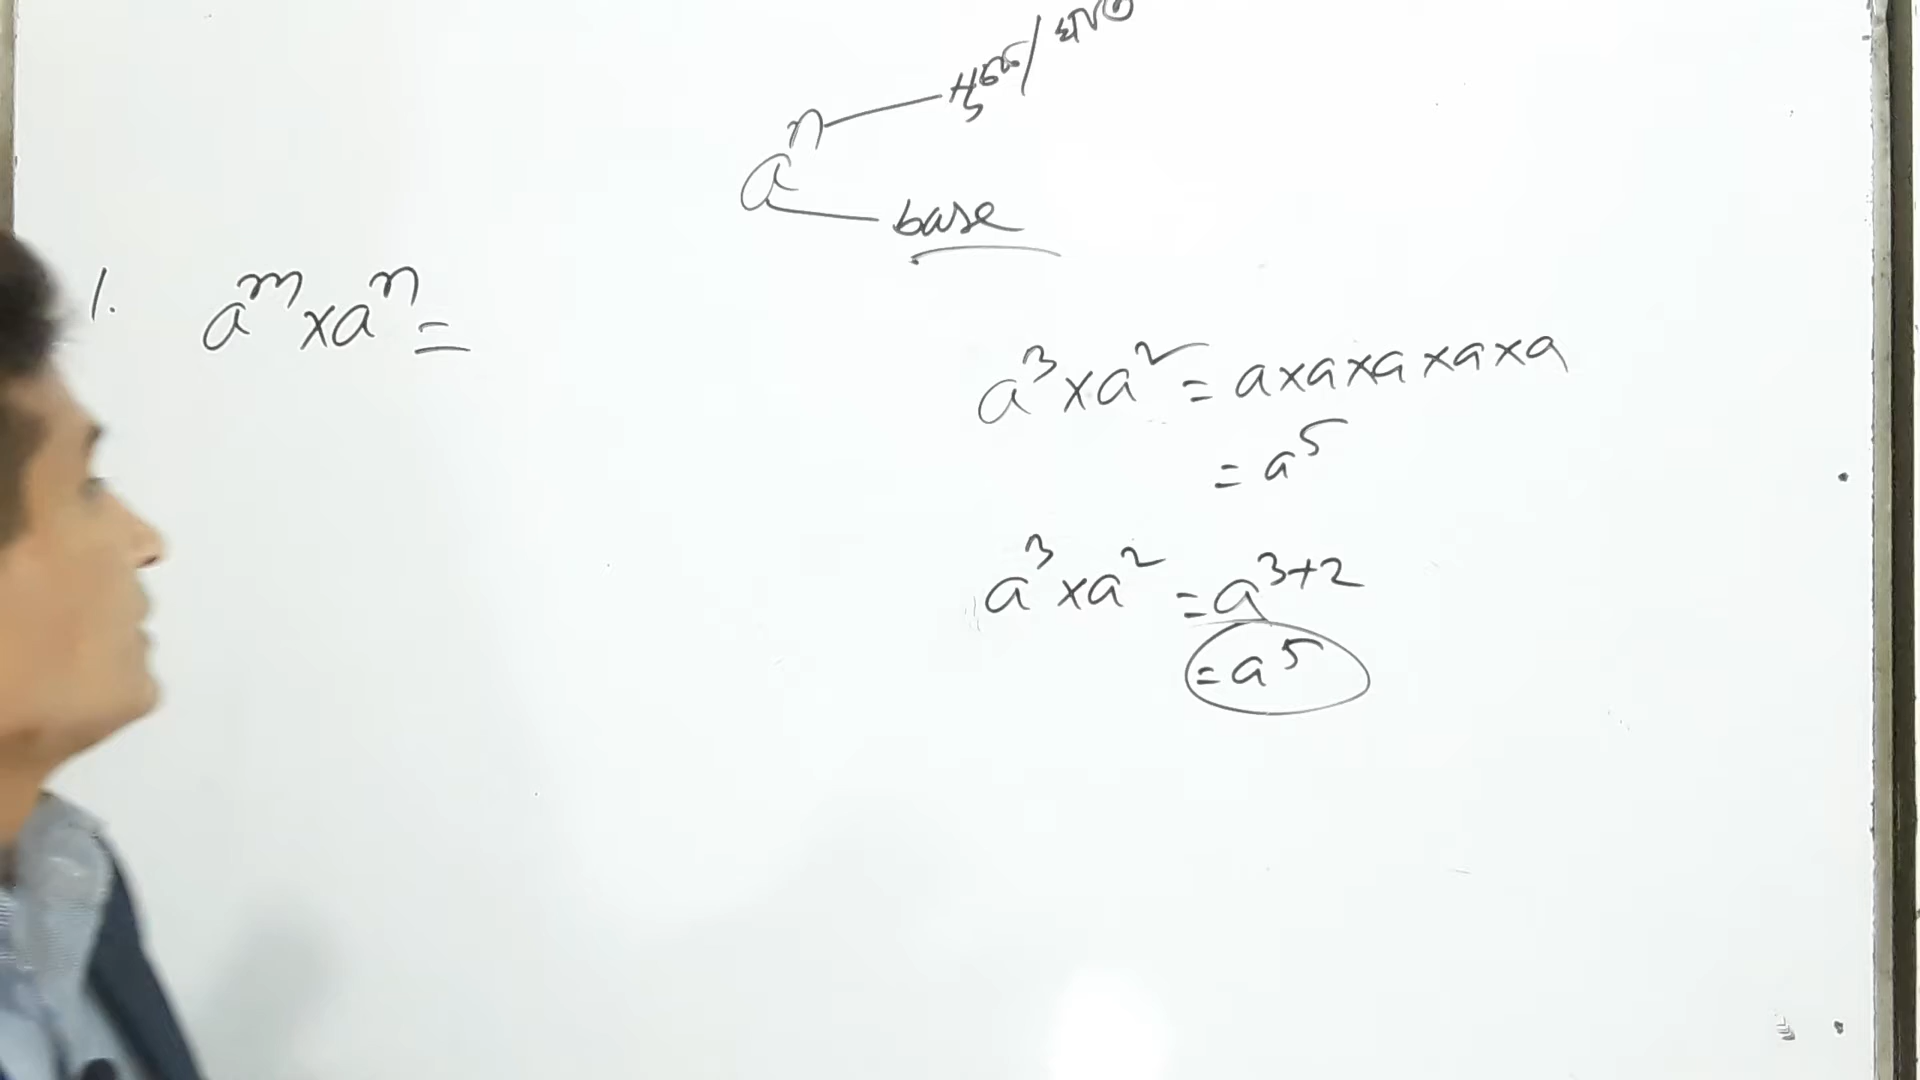 aⁿ
base
1. aᵐ × aⁿ =
a³ × a² = a × a × a × a × a
= a⁵
a³ × a² = a³⁺²
= a⁵